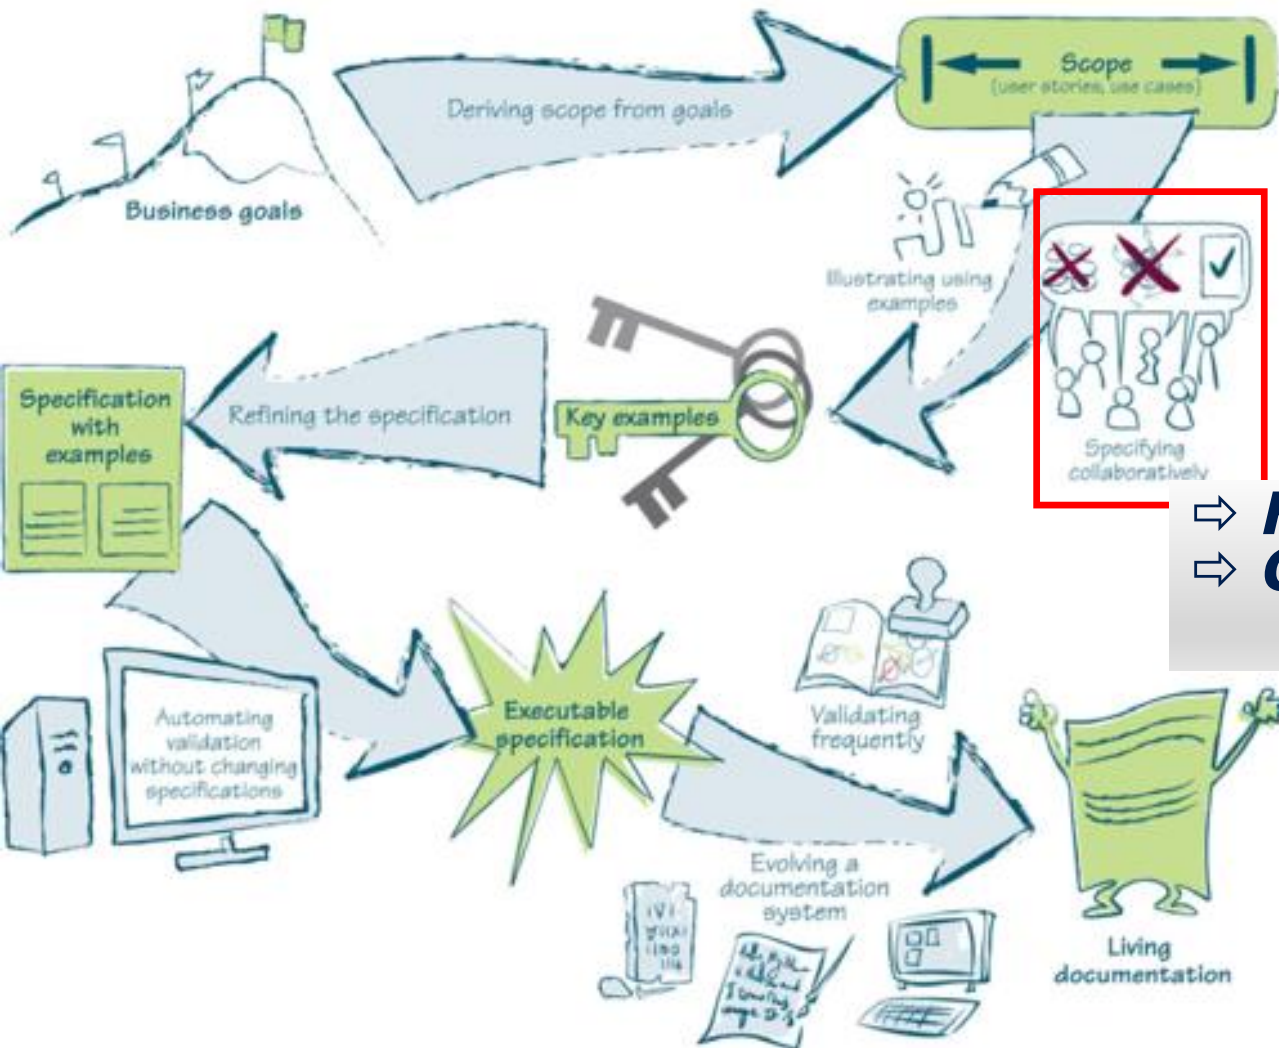 Deriving scope from goals
Scope
(user stories, use cases)
Business goals
Illustrating using
examples
Specifying
collaboratively
Key examples
Refining the specification
Specification
with
examples
Automating
validation
without changing
specifications
Executable
specification
Validating
frequently
Evolving a
documentation
system
Living
documentation